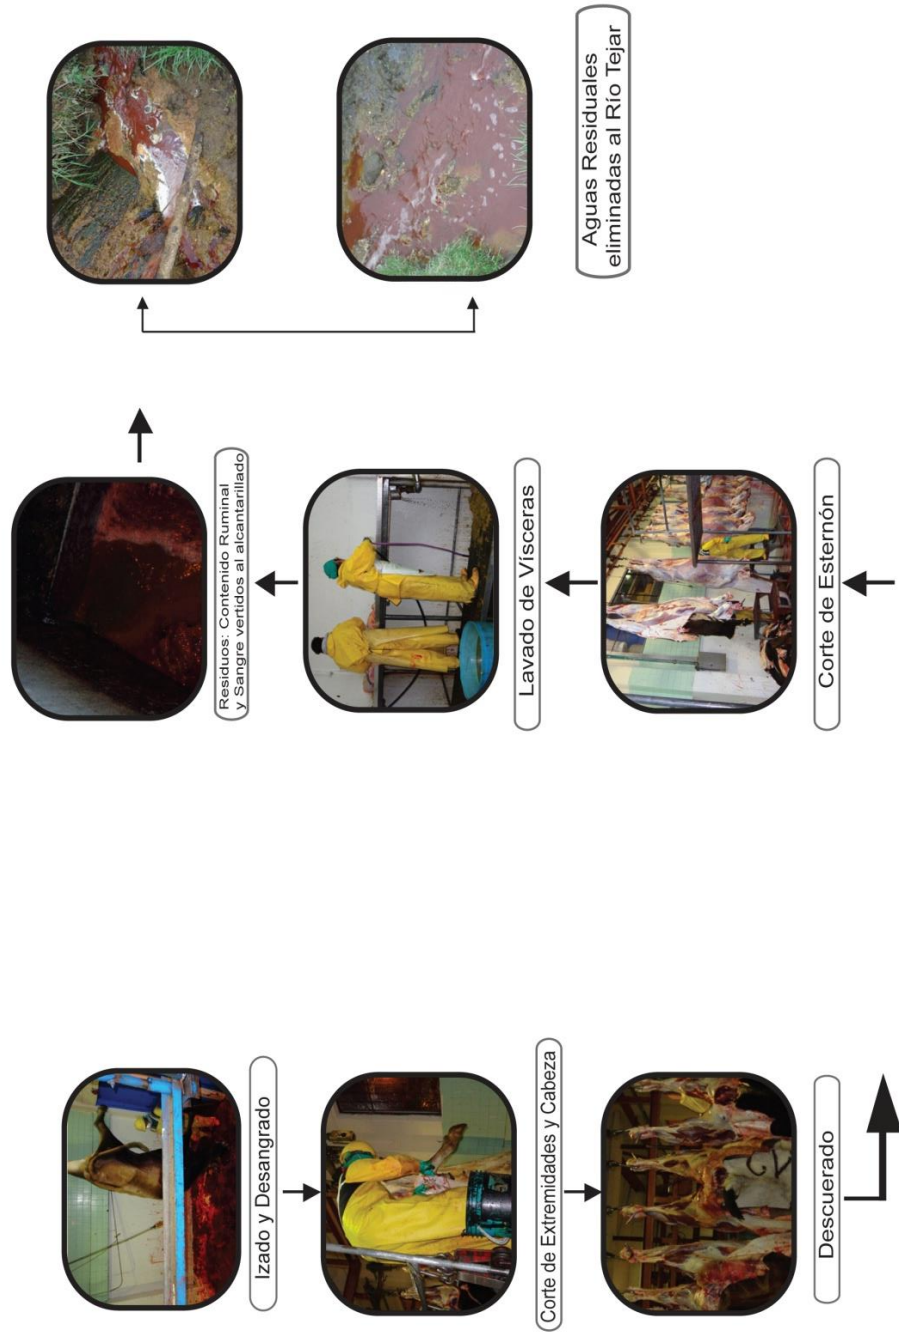 Izado y Desangrado
Corte de Extremidades y Cabeza
Descuerado
Corte de Esternón
Lavado de Vísceras
Residuos: Contenido Ruminal
y Sangre vertidos al alcantarillado
Aguas Residuales
eliminadas al Río Tejar